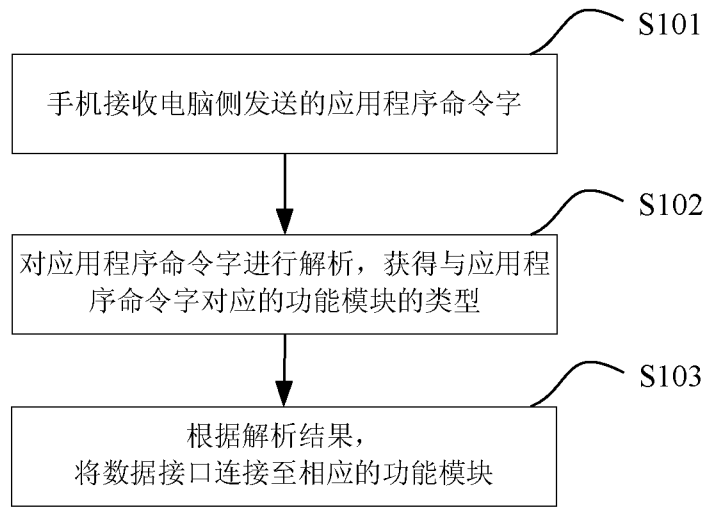 S101
手机接收电脑侧发送的应用程序命令字
S102
对应用程序命令字进行解析，获得与应用程
序命令字对应的功能模块的类型
S103
根据解析结果，
将数据接口连接至相应的功能模块